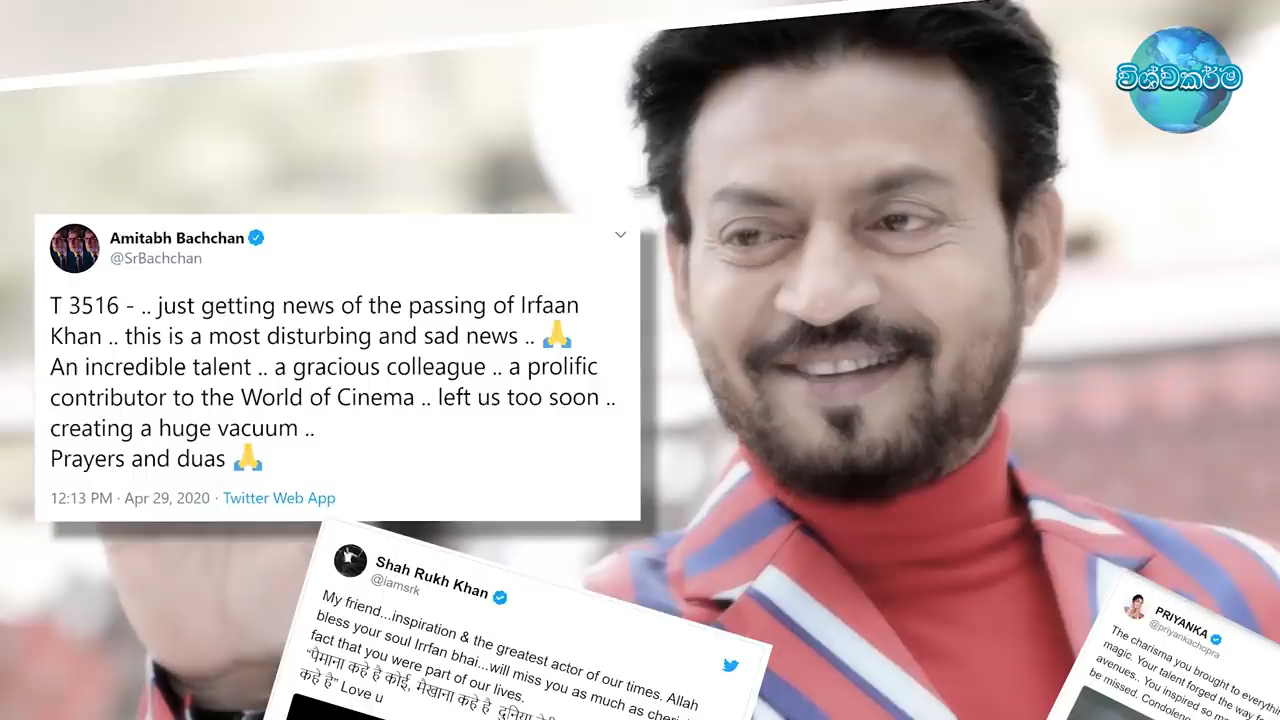 විශ්වකර්ම
Amitabh Bachchan
@SrBachchan
T 3516 - .. just getting news of the passing of Irfaan
Khan .. this is a most disturbing and sad news .. 🙏
An incredible talent .. a gracious colleague .. a prolific
contributor to the World of Cinema .. left us too soon ..
creating a huge vacuum ..
Prayers and duas 🙏
12:13 PM · Apr 29, 2020 · Twitter Web App
Shah Rukh Khan
@iamsrk
My friend...inspiration & the greatest actor of our times. Allah
bless your soul Irrfan bhai...will miss you as much as
fact that you were part of our lives.
“पैमाना कहे है कोई, मैखाना कहे है दुनिया
कहे है” Love u
PRIYANKA
@priyankachopra
The charisma you brought to
magic. Your talent forged the way
avenues.. You inspired so
be missed.